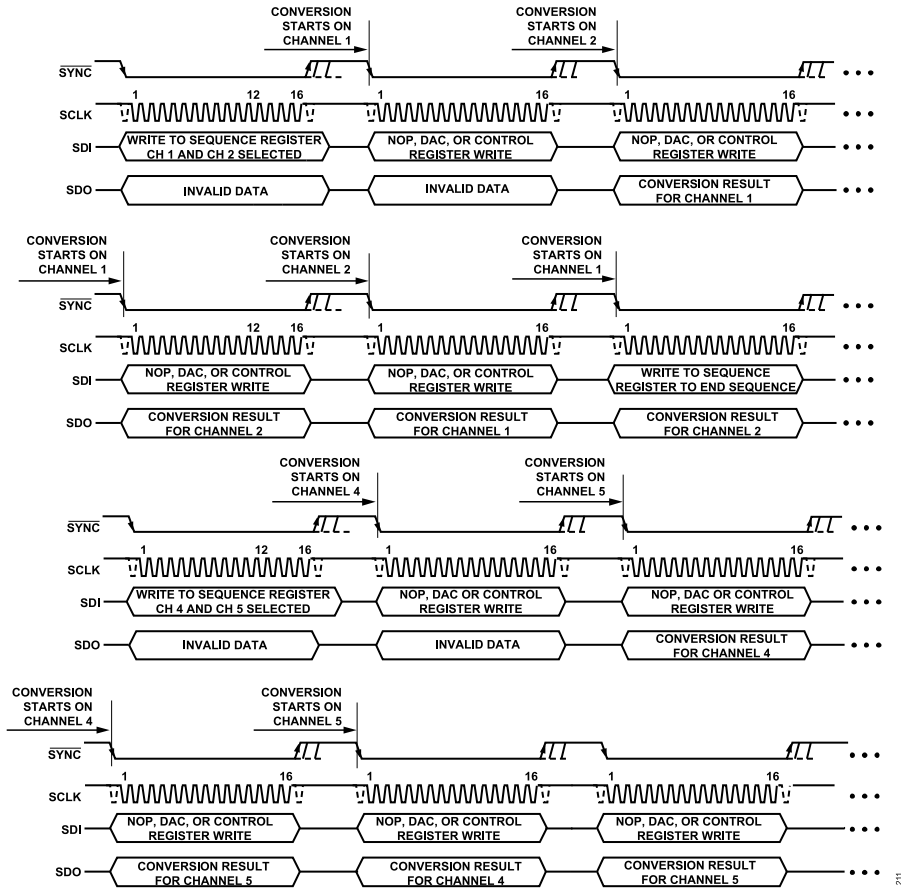 CONVERSION STARTS ON CHANNEL 1
CONVERSION STARTS ON CHANNEL 2
SYNC
1 12 16 1 16 1 16
SCLK
SDI
WRITE TO SEQUENCE REGISTER CH 1 AND CH 2 SELECTED
NOP, DAC, OR CONTROL REGISTER WRITE
NOP, DAC, OR CONTROL REGISTER WRITE
SDO
INVALID DATA
INVALID DATA
CONVERSION RESULT FOR CHANNEL 1
CONVERSION STARTS ON CHANNEL 1
CONVERSION STARTS ON CHANNEL 2
CONVERSION STARTS ON CHANNEL 1
SYNC
1 12 16 1 16 1 16
SCLK
SDI
NOP, DAC, OR CONTROL REGISTER WRITE
NOP, DAC, OR CONTROL REGISTER WRITE
WRITE TO SEQUENCE REGISTER TO END SEQUENCE
SDO
CONVERSION RESULT FOR CHANNEL 2
CONVERSION RESULT FOR CHANNEL 1
CONVERSION RESULT FOR CHANNEL 2
CONVERSION STARTS ON CHANNEL 4
CONVERSION STARTS ON CHANNEL 5
SYNC
1 12 16 1 16 1 16
SCLK
SDI
WRITE TO SEQUENCE REGISTER CH 4 AND CH 5 SELECTED
NOP, DAC OR CONTROL REGISTER WRITE
NOP, DAC OR CONTROL REGISTER WRITE
SDO
INVALID DATA
INVALID DATA
CONVERSION RESULT FOR CHANNEL 4
CONVERSION STARTS ON CHANNEL 4
CONVERSION STARTS ON CHANNEL 5
SYNC
1 16 1 16 1 16
SCLK
SDI
NOP, DAC, OR CONTROL REGISTER WRITE
NOP, DAC, OR CONTROL REGISTER WRITE
NOP, DAC, OR CONTROL REGISTER WRITE
SDO
CONVERSION RESULT FOR CHANNEL 5
CONVERSION RESULT FOR CHANNEL 4
CONVERSION RESULT FOR CHANNEL 5
211